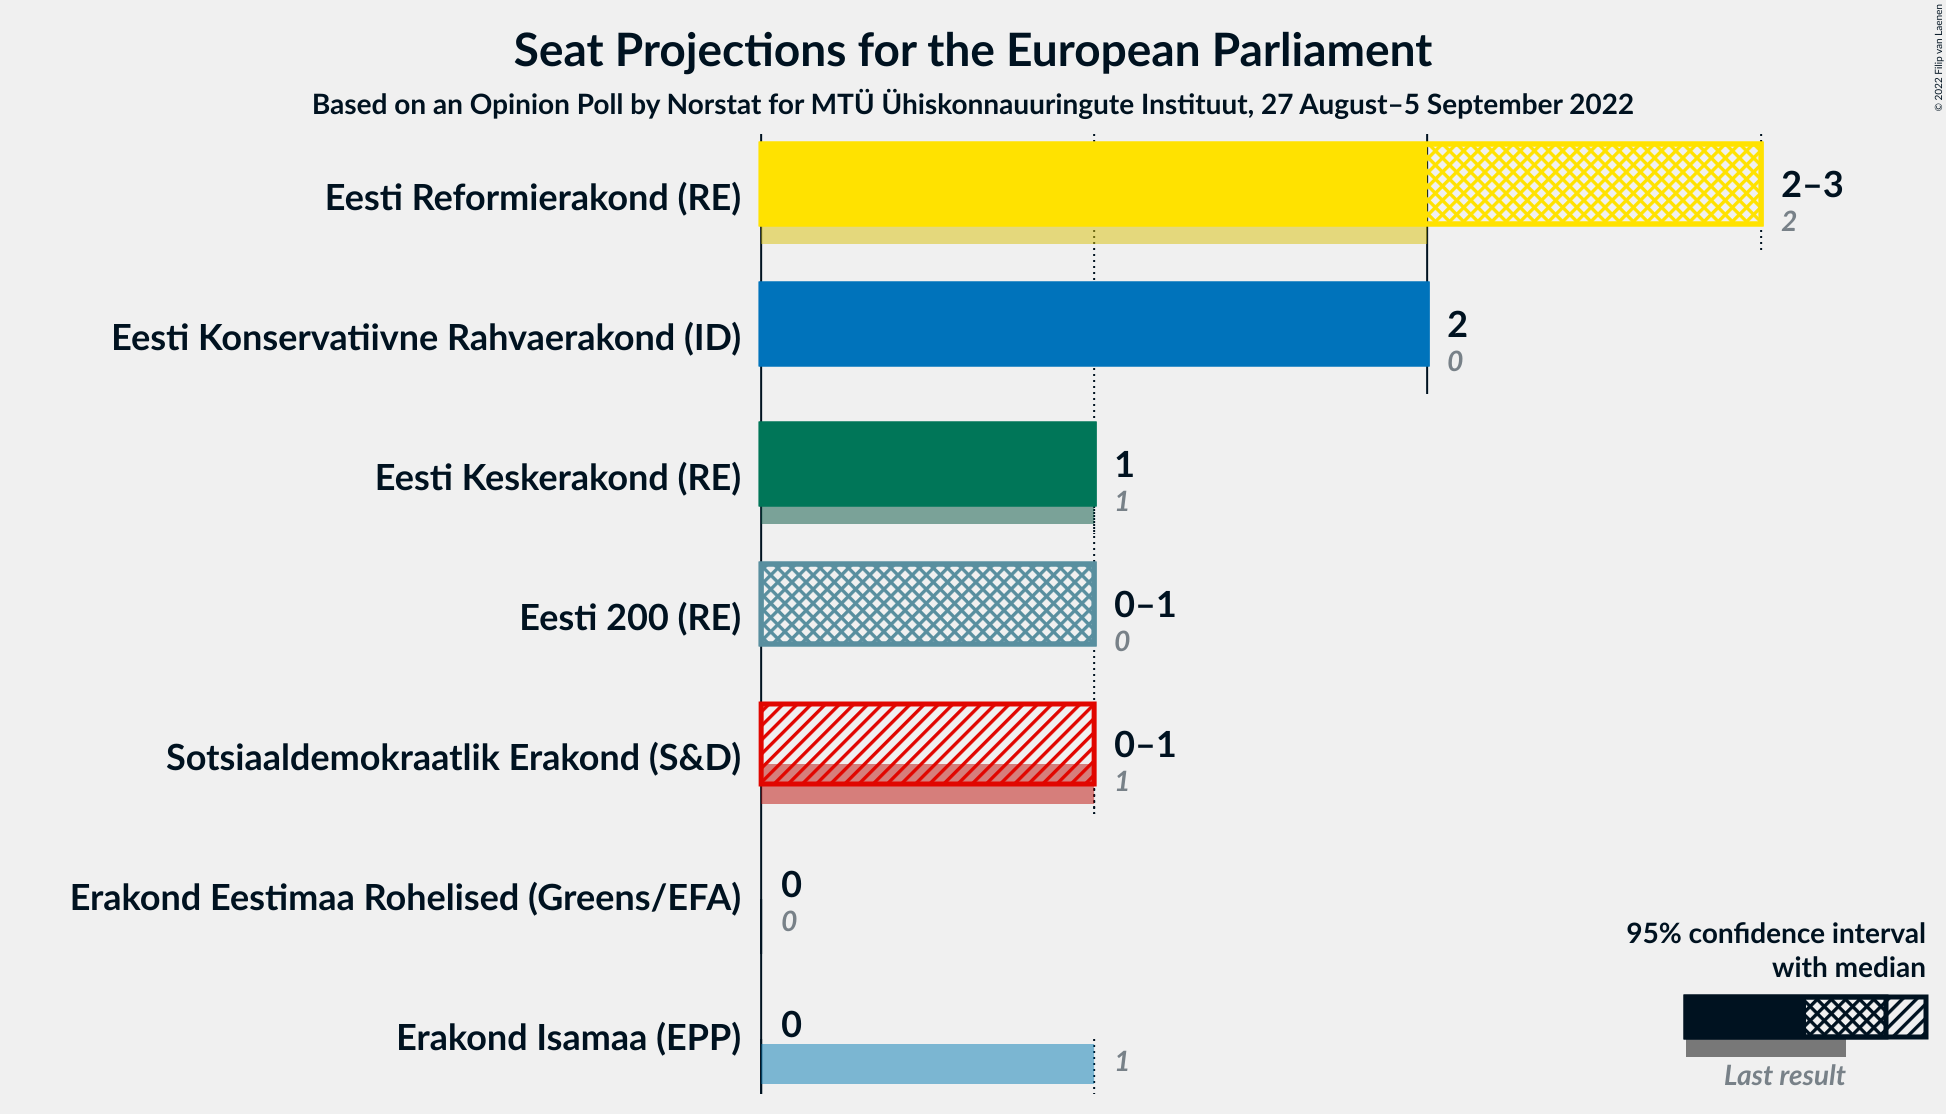 Seat Projections for the European Parliament
Based on an Opinion Poll by Norstat for MTÜ Ühiskonnauuringute Instituut, 27 August–5 September 2022
© 2022 Filip van Laenen
Eesti Reformierakond (RE)
2–3
2
Eesti Konservatiivne Rahvaerakond (ID)
2
0
Eesti Keskerakond (RE)
1
1
Eesti 200 (RE)
0–1
0
Sotsiaaldemokraatlik Erakond (S&D)
0–1
1
Erakond Eestimaa Rohelised (Greens/EFA)
0
0
Erakond Isamaa (EPP)
0
1
95% confidence interval
with median
Last result